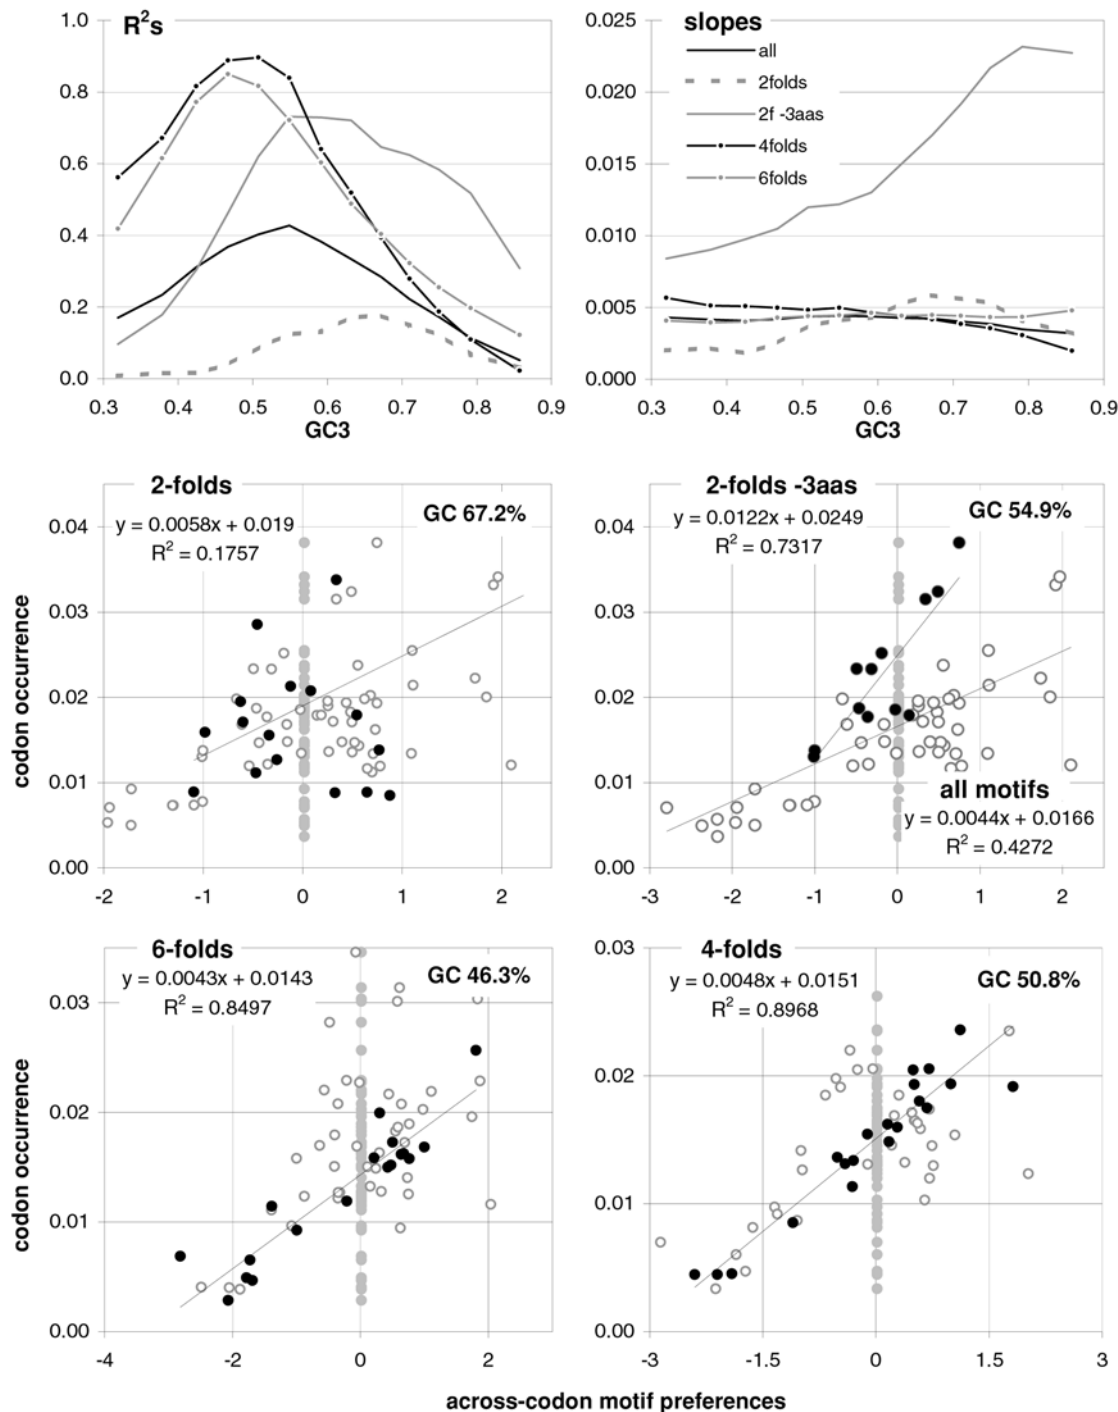 R²s
1.0
0.8
0.6
0.4
0.2
0.0
0.3 0.4 0.5 0.6 0.7 0.8 0.9
GC3
slopes
all
2folds
2f -3aas
4folds
6folds
0.025
0.020
0.015
0.010
0.005
0.000
0.3 0.4 0.5 0.6 0.7 0.8 0.9
GC3
2-folds
y = 0.0058x + 0.019
R² = 0.1757
GC 67.2%
codon occurrence
0.04
0.03
0.02
0.01
0.00
-2 -1 0 1 2
2-folds -3aas
y = 0.0122x + 0.0249
R² = 0.7317
GC 54.9%
all motifs
y = 0.0044x + 0.0166
R² = 0.4272
0.04
0.03
0.02
0.01
0.00
-3 -2 -1 0 1 2
6-folds
y = 0.0043x + 0.0143
R² = 0.8497
GC 46.3%
codon occurrence
0.03
0.02
0.01
0.00
-4 -2 0 2
4-folds
y = 0.0048x + 0.0151
R² = 0.8968
GC 50.8%
0.03
0.02
0.01
0.00
-3 -1.5 0 1.5 3
across-codon motif preferences